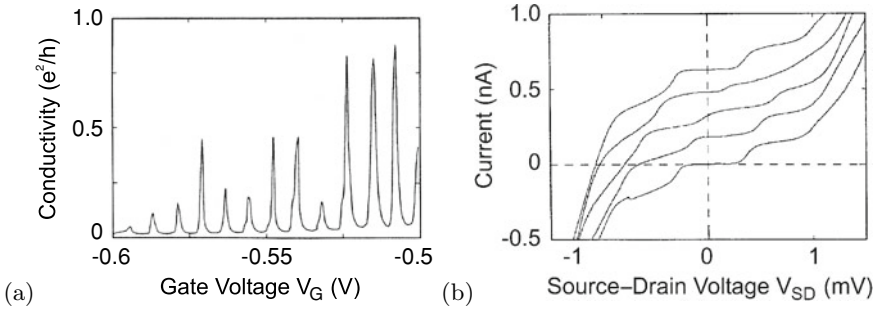 1.0
0.5
0
Conductivity (e²/h)
-0.6
-0.55
-0.5
Gate Voltage V_G (V)
(a)
1.0
0.5
0
-0.5
Current (nA)
-1
0
1
Source–Drain Voltage V_SD (mV)
(b)